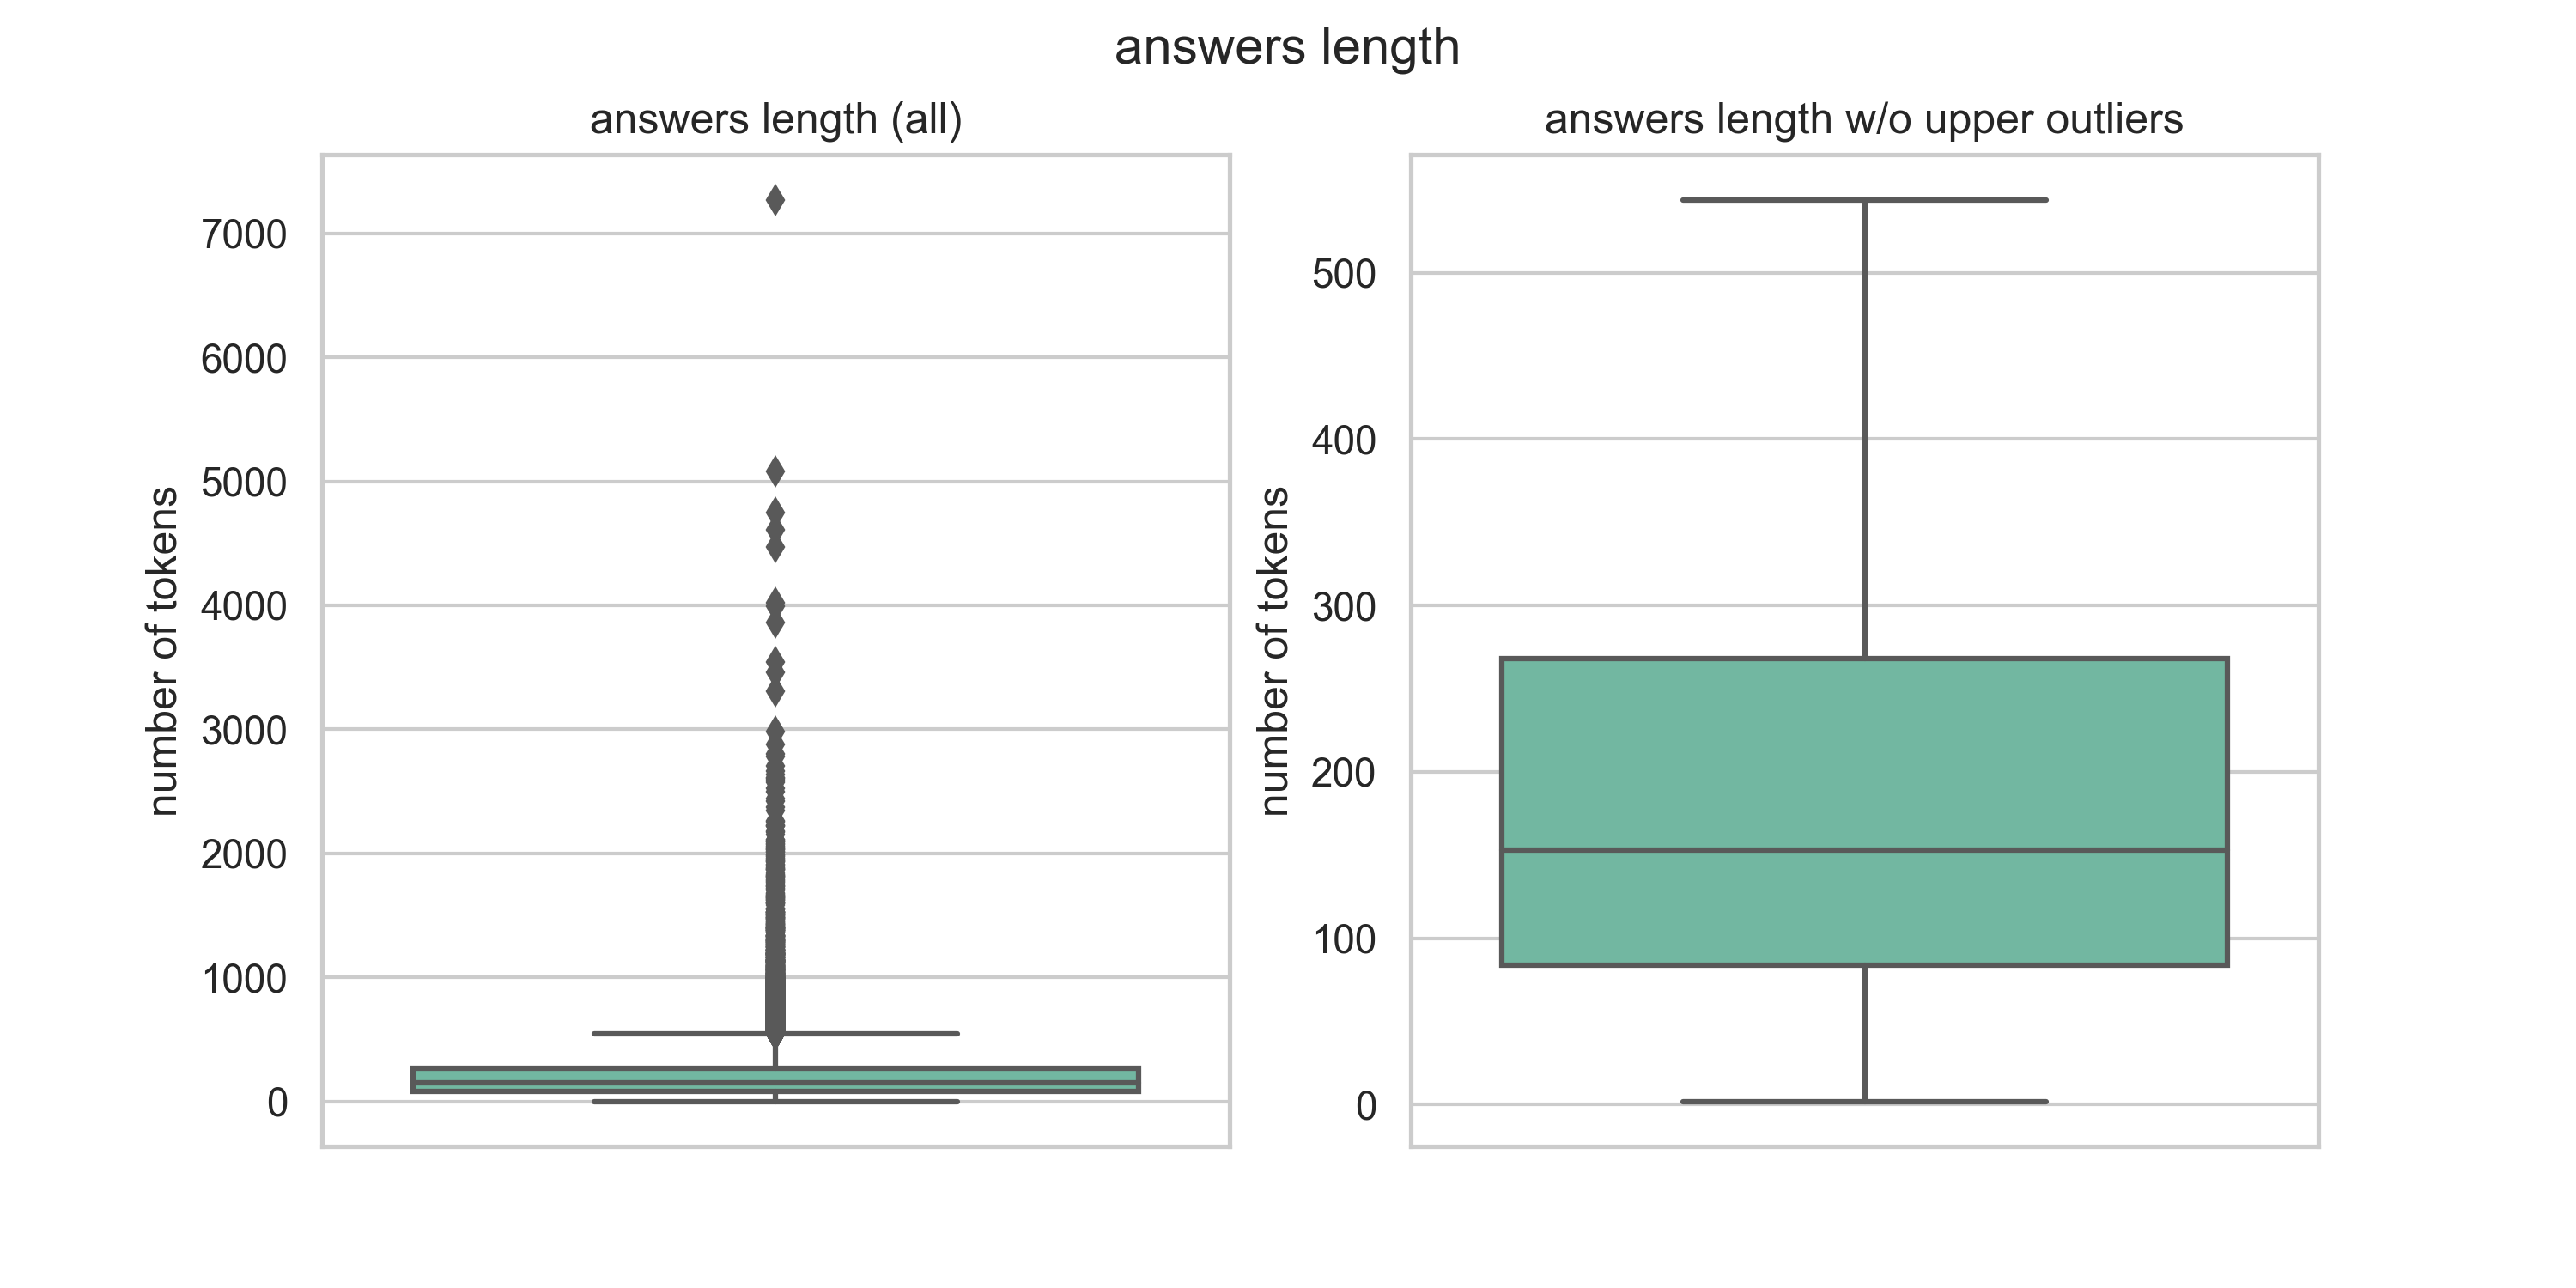 answers length
answers length (all)
number of tokens
7000
6000
5000
4000
3000
2000
1000
0
answers length w/o upper outliers
number of tokens
500
400
300
200
100
0